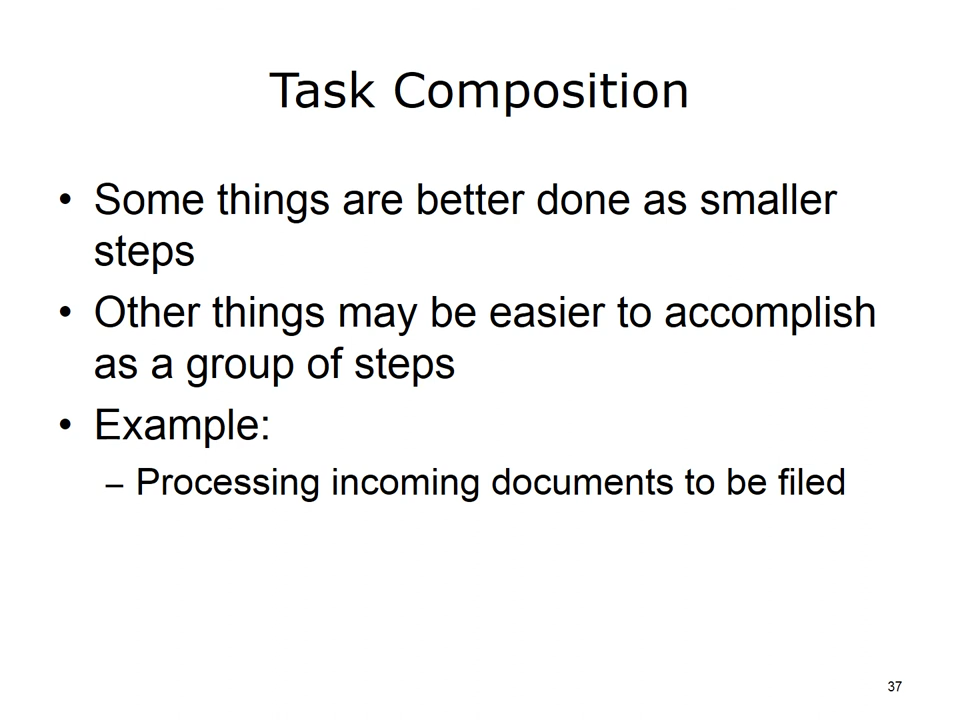 Task Composition
• Some things are better done as smaller
steps
• Other things may be easier to accomplish
as a group of steps
• Example:
– Processing incoming documents to be filed
37